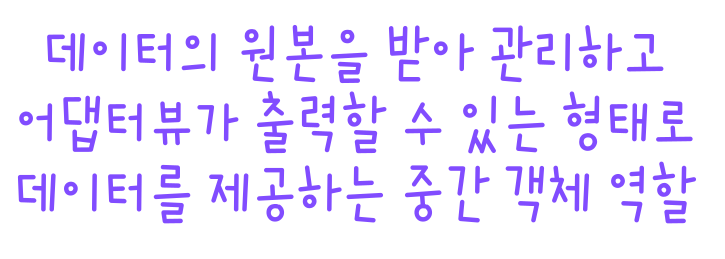 데이터의 원본을 받아 관리하고
어댑터뷰가 출력할 수 있는 형태로
데이터를 제공하는 중간 객체 역할